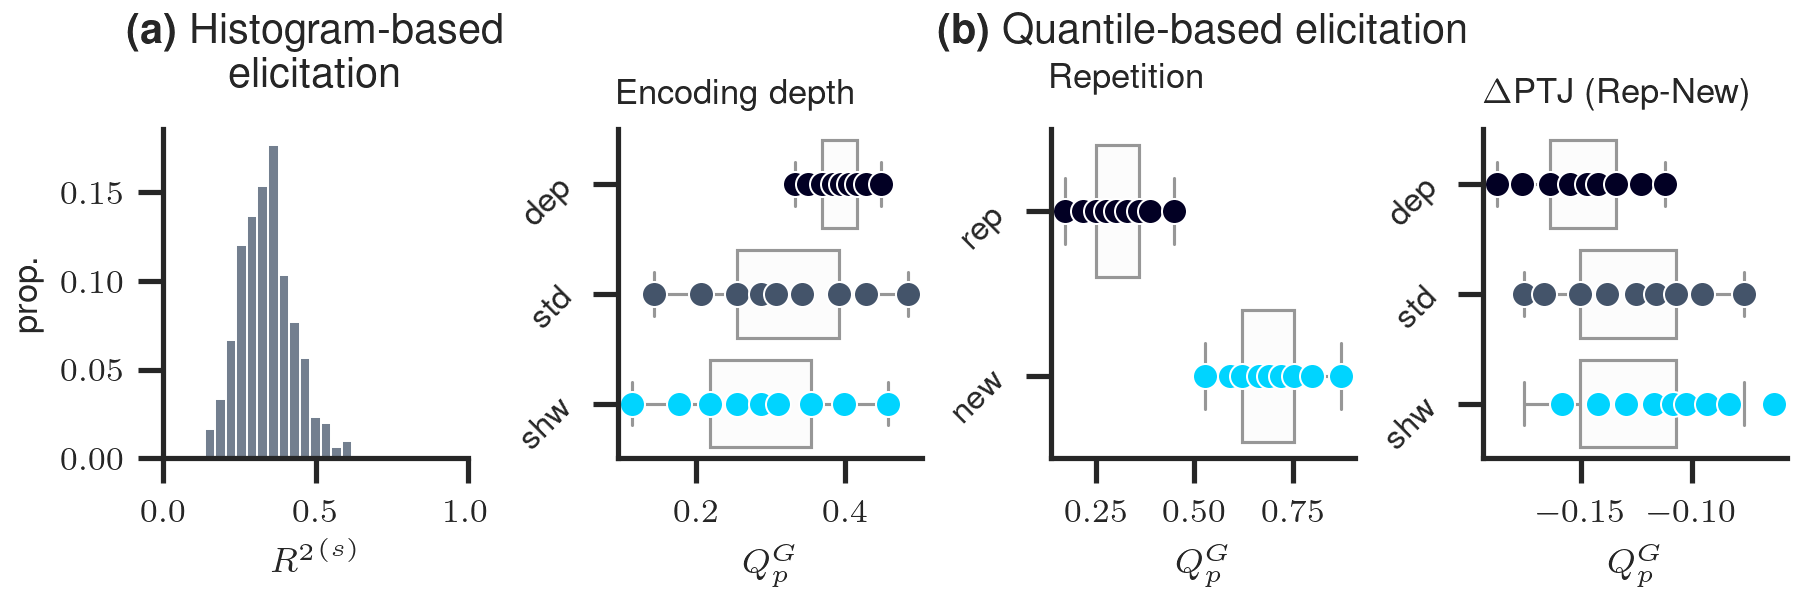 (a) Histogram-based
elicitation
prop.
0.15
0.10
0.05
0.00
0.0 0.5 1.0
R²⁽ˢ⁾
(b) Quantile-based elicitation
Encoding depth
dep
std
shw
0.2 0.4
Q_p^G
Repetition
rep
new
0.25 0.50 0.75
Q_p^G
ΔPTJ (Rep-New)
dep
std
shw
−0.15 −0.10
Q_p^G